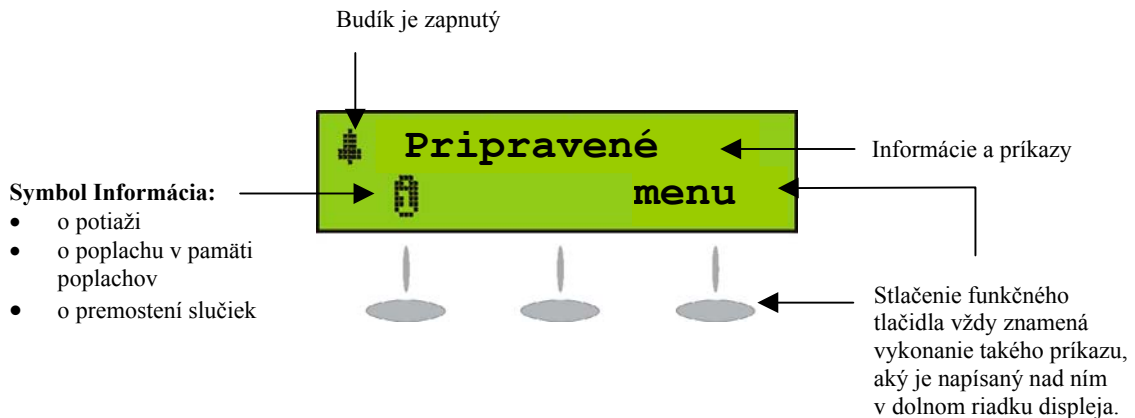 Budík je zapnutý
Pripravené
menu
Informácie a príkazy
Symbol Informácia:
• o potiaži
• o poplachu v pamäti
poplachov
• o premostení slučiek
Stlačenie funkčného
tlačidla vždy znamená
vykonanie takého príkazu,
aký je napísaný nad ním
v dolnom riadku displeja.